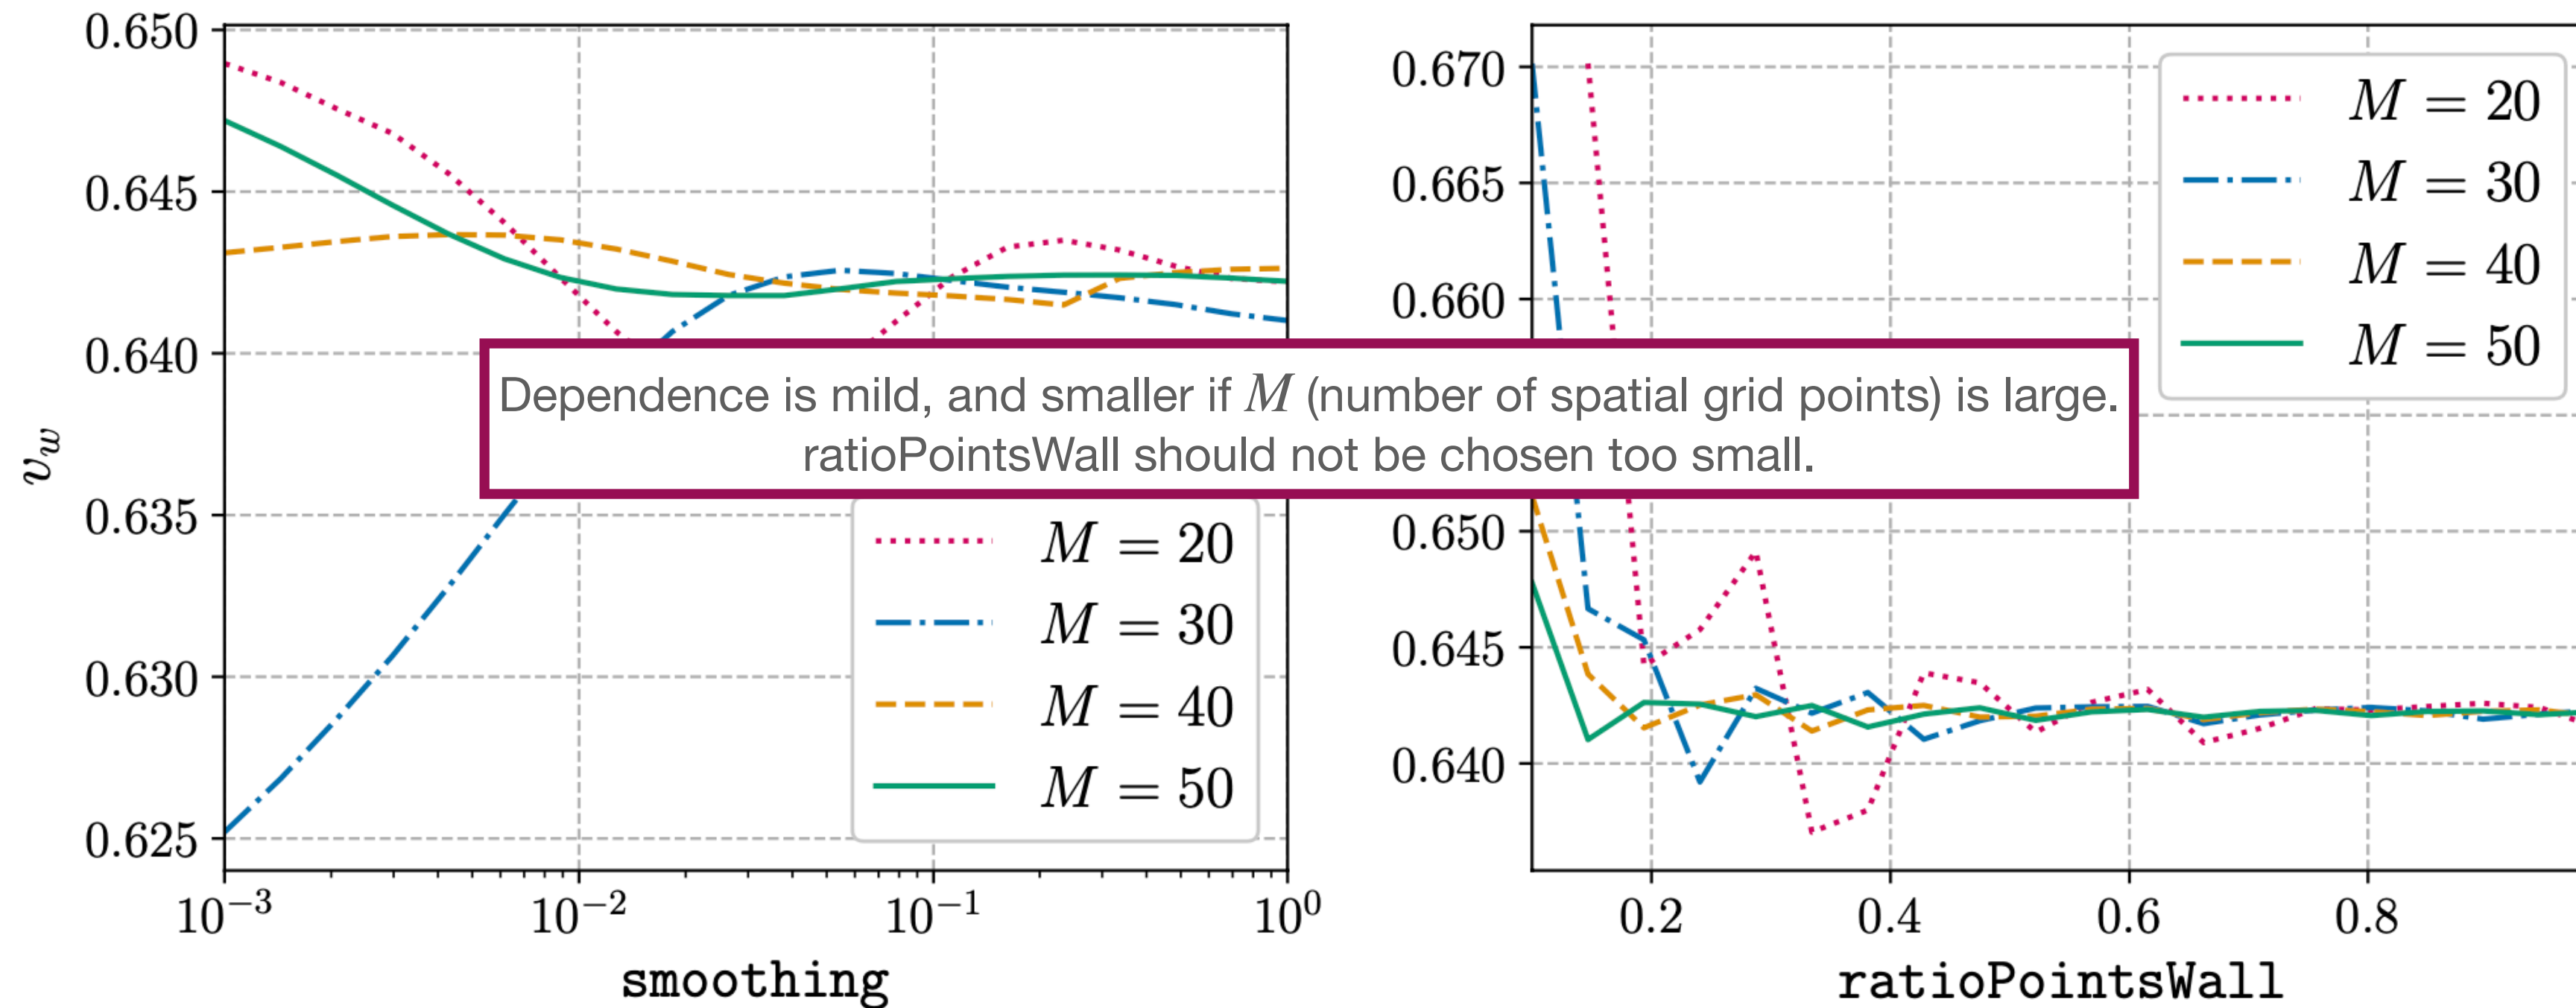 0.650
0.645
0.640
0.635
0.630
0.625
v_w
10⁻³
10⁻²
10⁻¹
10⁰
smoothing
M = 20
M = 30
M = 40
M = 50
Dependence is mild, and smaller if M (number of spatial grid points) is large.
ratioPointsWall should not be chosen too small.
0.670
0.665
0.660
0.650
0.645
0.640
0.2
0.4
0.6
0.8
ratioPointsWall
M = 20
M = 30
M = 40
M = 50